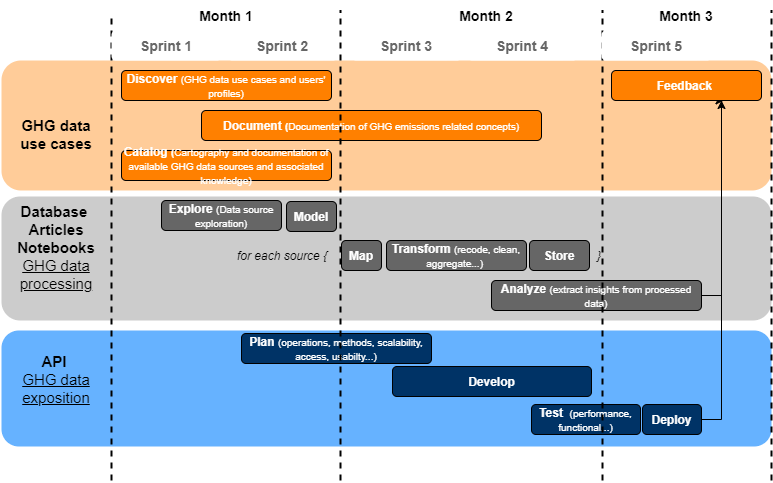 Month 1
Month 2
Month 3
Sprint 1
Sprint 2
Sprint 3
Sprint 4
Sprint 5
GHG data
use cases
Discover (GHG data use cases and users'
profiles)
Feedback
Document (Documentation of GHG emissions related concepts)
Catalog (Cartography and documentation of
available GHG data sources and associated
knowledge)
Database
Articles
Notebooks
GHG data
processing
Explore (Data source
exploration)
Model
for each source {
Map
Transform (recode, clean,
aggregate...)
Store
}
Analyze (extract insights from processed
data)
API
GHG data
exposition
Plan (operations, methods, scalability,
access, usabilty...)
Develop
Test (performance,
functional...)
Deploy